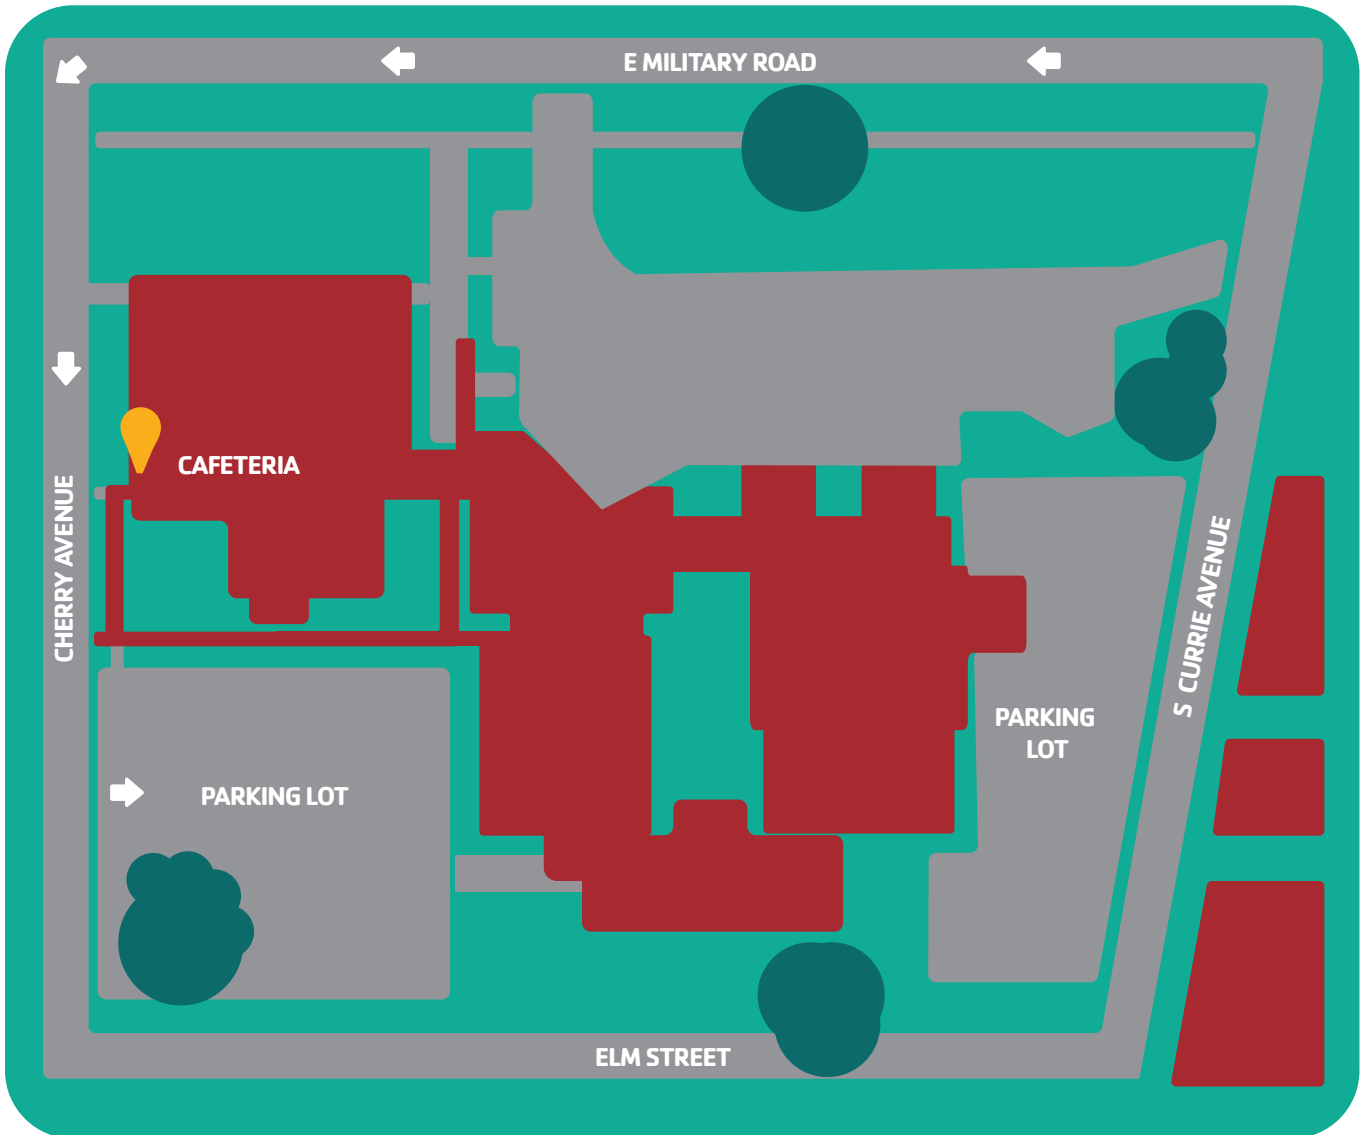 E MILITARY ROAD
CAFETERIA
CHERRY AVENUE
S CURRIE AVENUE
PARKING
LOT
PARKING LOT
ELM STREET